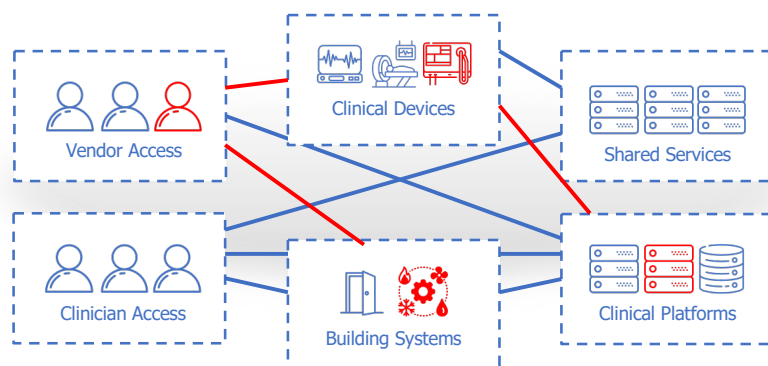 Clinical Devices
Vendor Access
Shared Services
Clinician Access
Clinical Platforms
Building Systems